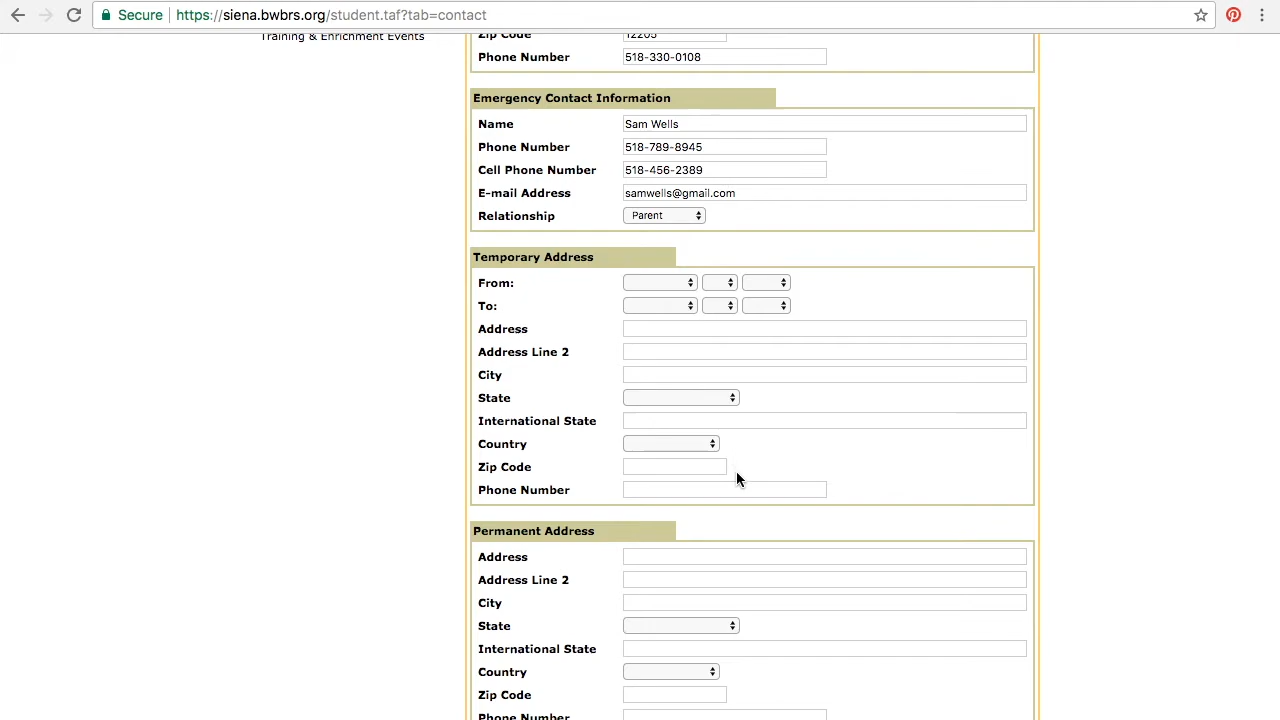 Secure https://siena.bwbrs.org/student.taf?tab=contact
Training & Enrichment Events
Zip Code 12205
Phone Number 518-330-0108
Emergency Contact Information
Name Sam Wells
Phone Number 518-789-8945
Cell Phone Number 518-456-2389
E-mail Address samwells@gmail.com
Relationship Parent
Temporary Address
From:
To:
Address
Address Line 2
City
State
International State
Country
Zip Code
Phone Number
Permanent Address
Address
Address Line 2
City
State
International State
Country
Zip Code
Phone Number